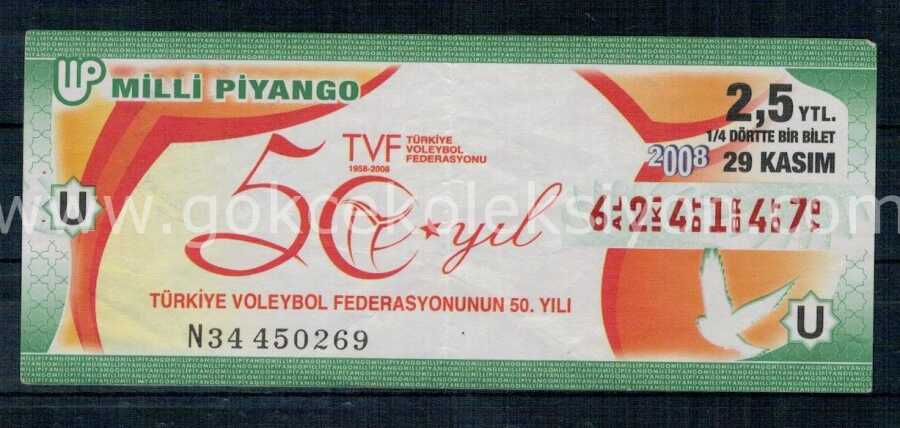 MİLLİ PİYANGO
2,5 YTL.
1/4 DÖRTTE BİR BİLET
2008 29 KASIM
50. yıl
TVF TÜRKİYE VOLEYBOL FEDERASYONU
1958-2008
U
624147
TÜRKİYE VOLEYBOL FEDERASYONUNUN 50. YILI
N34 450269
U